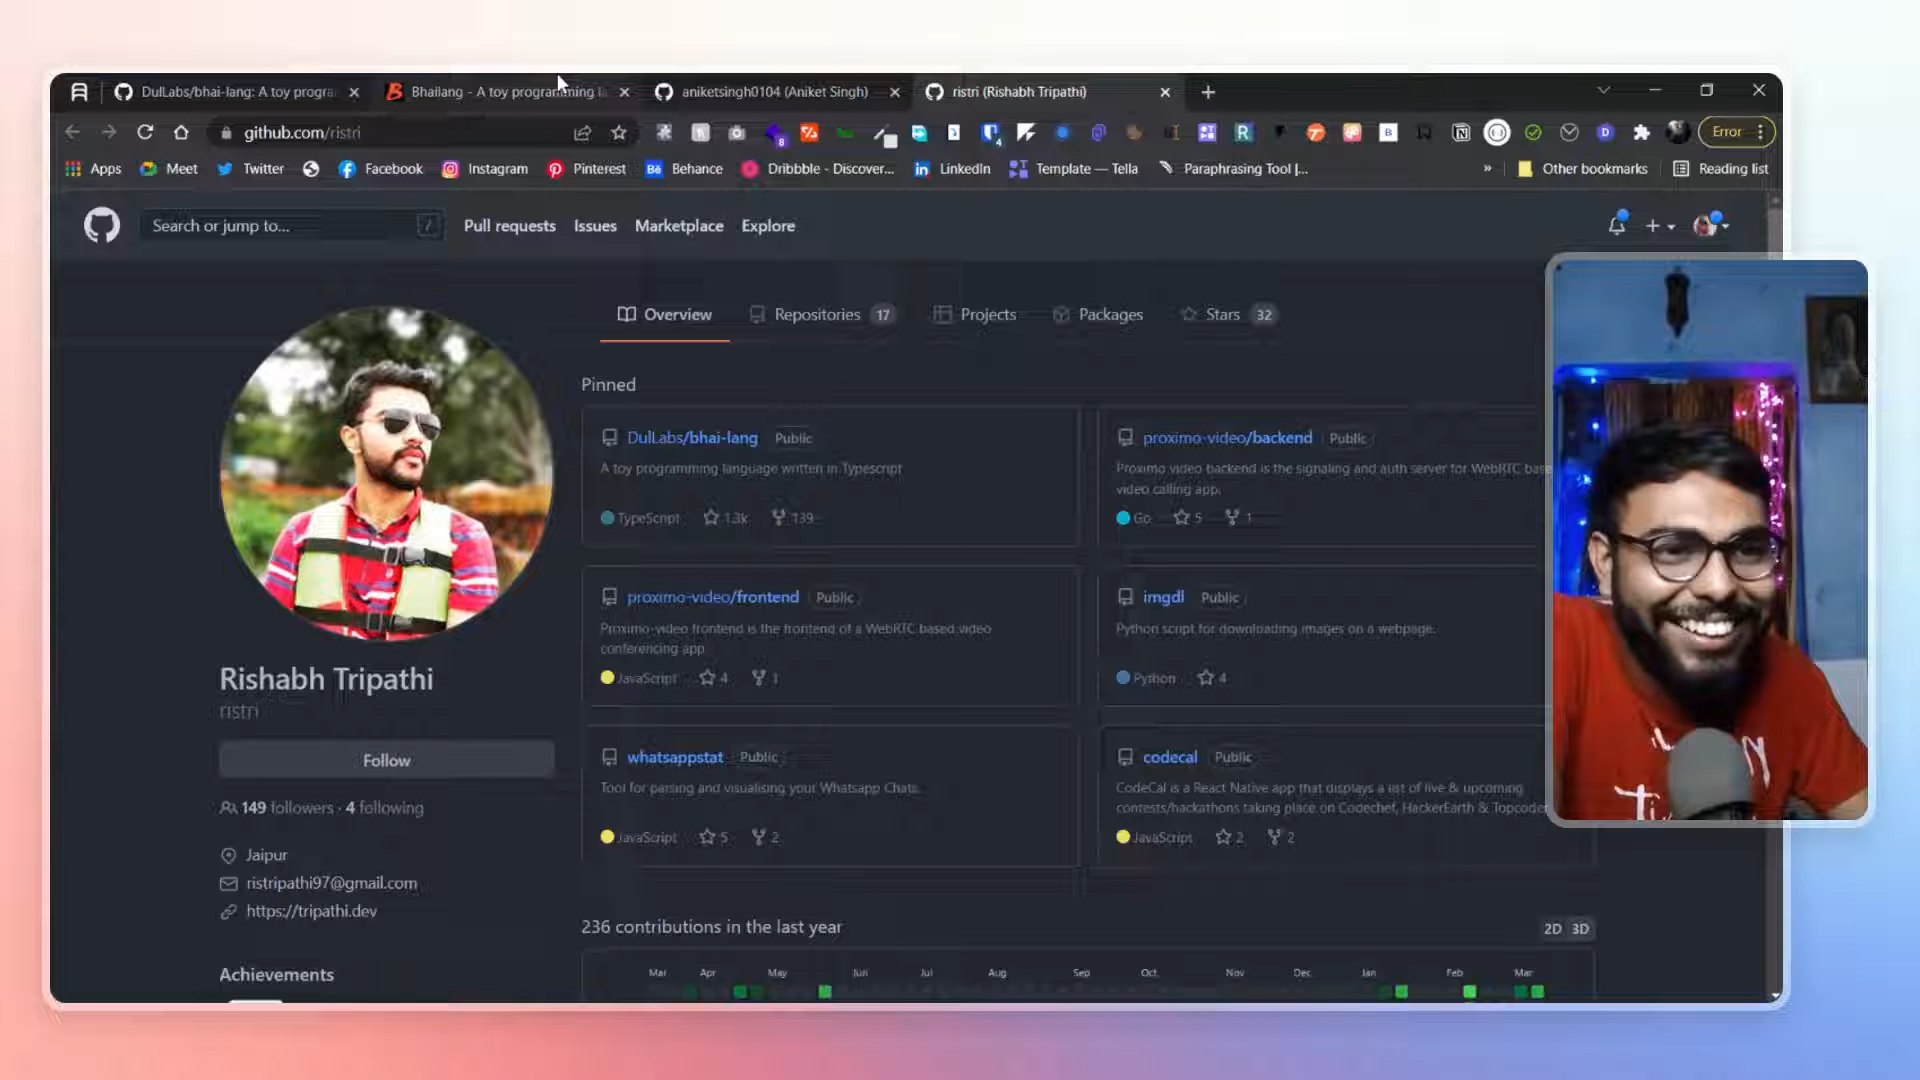 DulLabs/bhai-lang: A toy progra
Bhailang - A toy programming l
aniketsingh0104 (Aniket Singh)
ristri (Rishabh Tripathi)
github.com/ristri
8
4
Error
Apps
Meet
Twitter
Facebook
Instagram
Pinterest
Behance
Dribbble - Discover...
LinkedIn
Template — Tella
Paraphrasing Tool |...
»
Other bookmarks
Reading list
Search or jump to...
/
Pull requests
Issues
Marketplace
Explore
Overview
Repositories 17
Projects
Packages
Stars 32
Pinned
DulLabs/bhai-lang Public
A toy programming language written in Typescript
TypeScript 1.3k 139
proximo-video/backend Public
Proximo video backend is the signaling and auth server for WebRTC base
video calling app.
Go 5 1
proximo-video/frontend Public
Proximo-video frontend is the frontend of a WebRTC based video
conferencing app.
JavaScript 4 1
imgdl Public
Python script for downloading images on a webpage.
Python 4
whatsappstat Public
Tool for parsing and visualising your Whatsapp Chats.
JavaScript 5 2
codecal Public
CodeCal is a React Native app that displays a list of live & upcoming
contests/hackathons taking place on Codechef, HackerEarth & Topcoder
JavaScript 2 2
Rishabh Tripathi
ristri
Follow
149 followers · 4 following
Jaipur
ristripathi97@gmail.com
https://tripathi.dev
Achievements
236 contributions in the last year
2D 3D
Mar Apr May Jun Jul Aug Sep Oct Nov Dec Jan Feb Mar